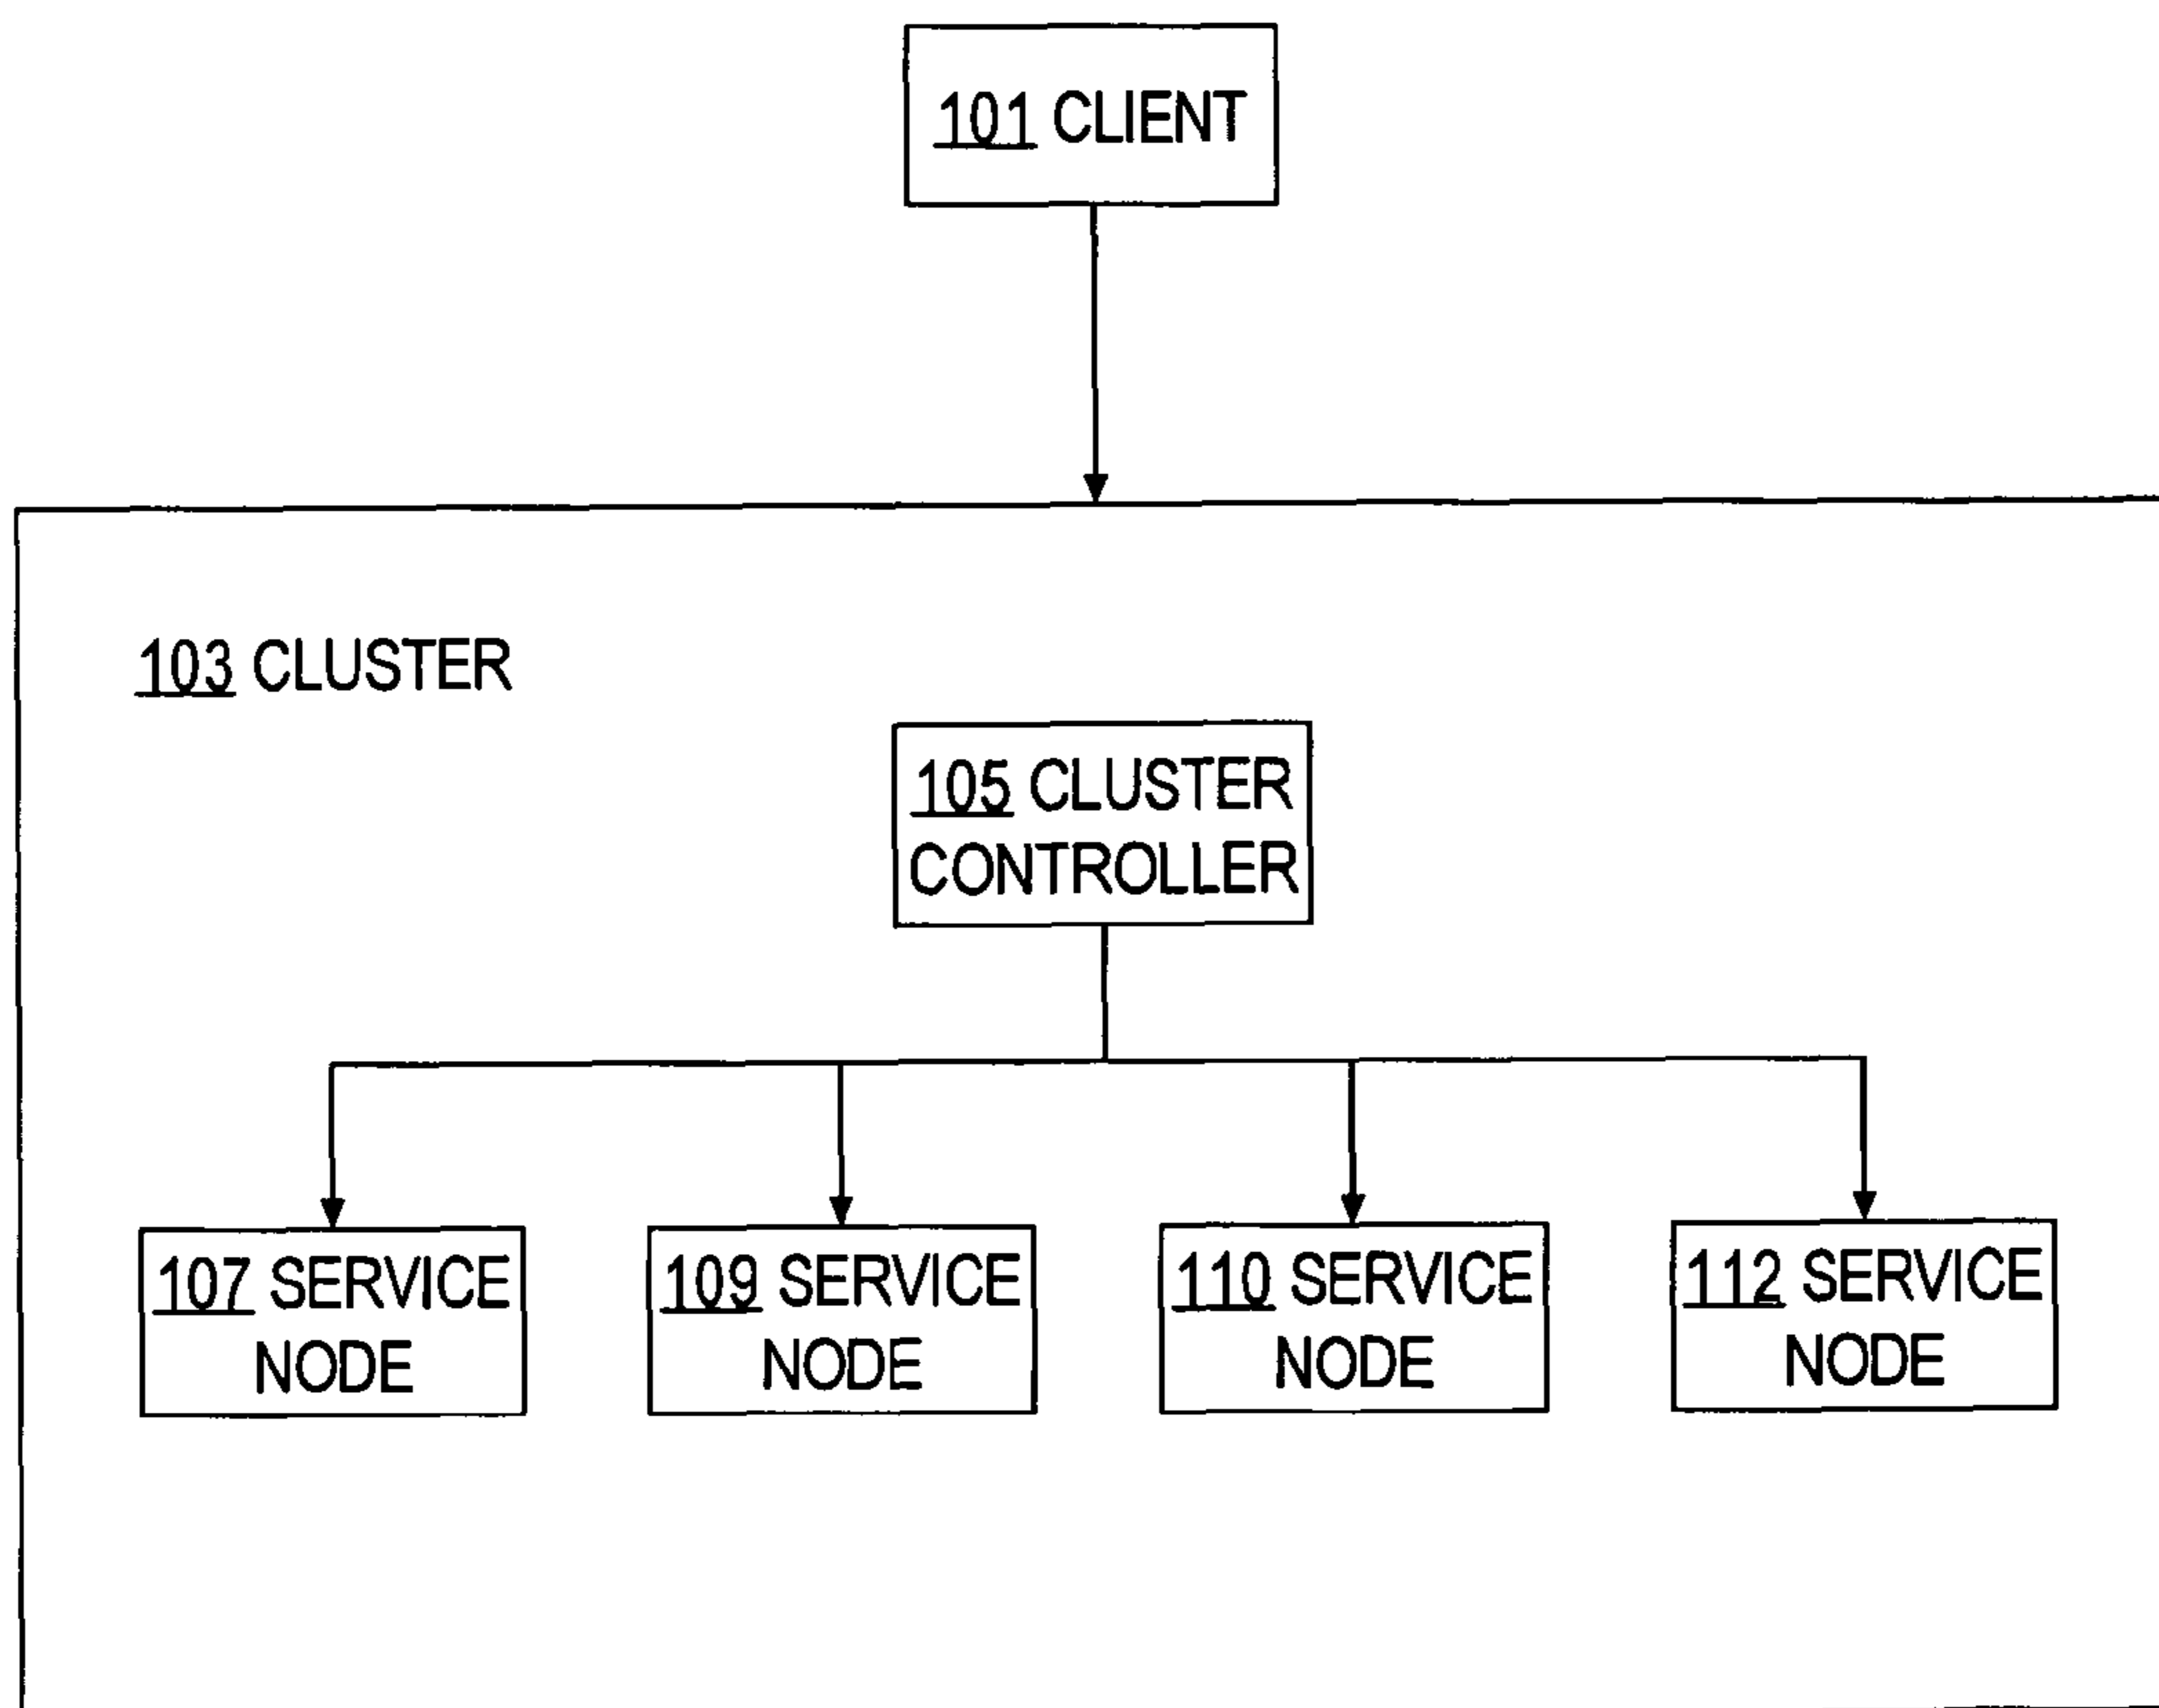 101 CLIENT
103 CLUSTER
105 CLUSTER
CONTROLLER
107 SERVICE
NODE
109 SERVICE
NODE
110 SERVICE
NODE
112 SERVICE
NODE